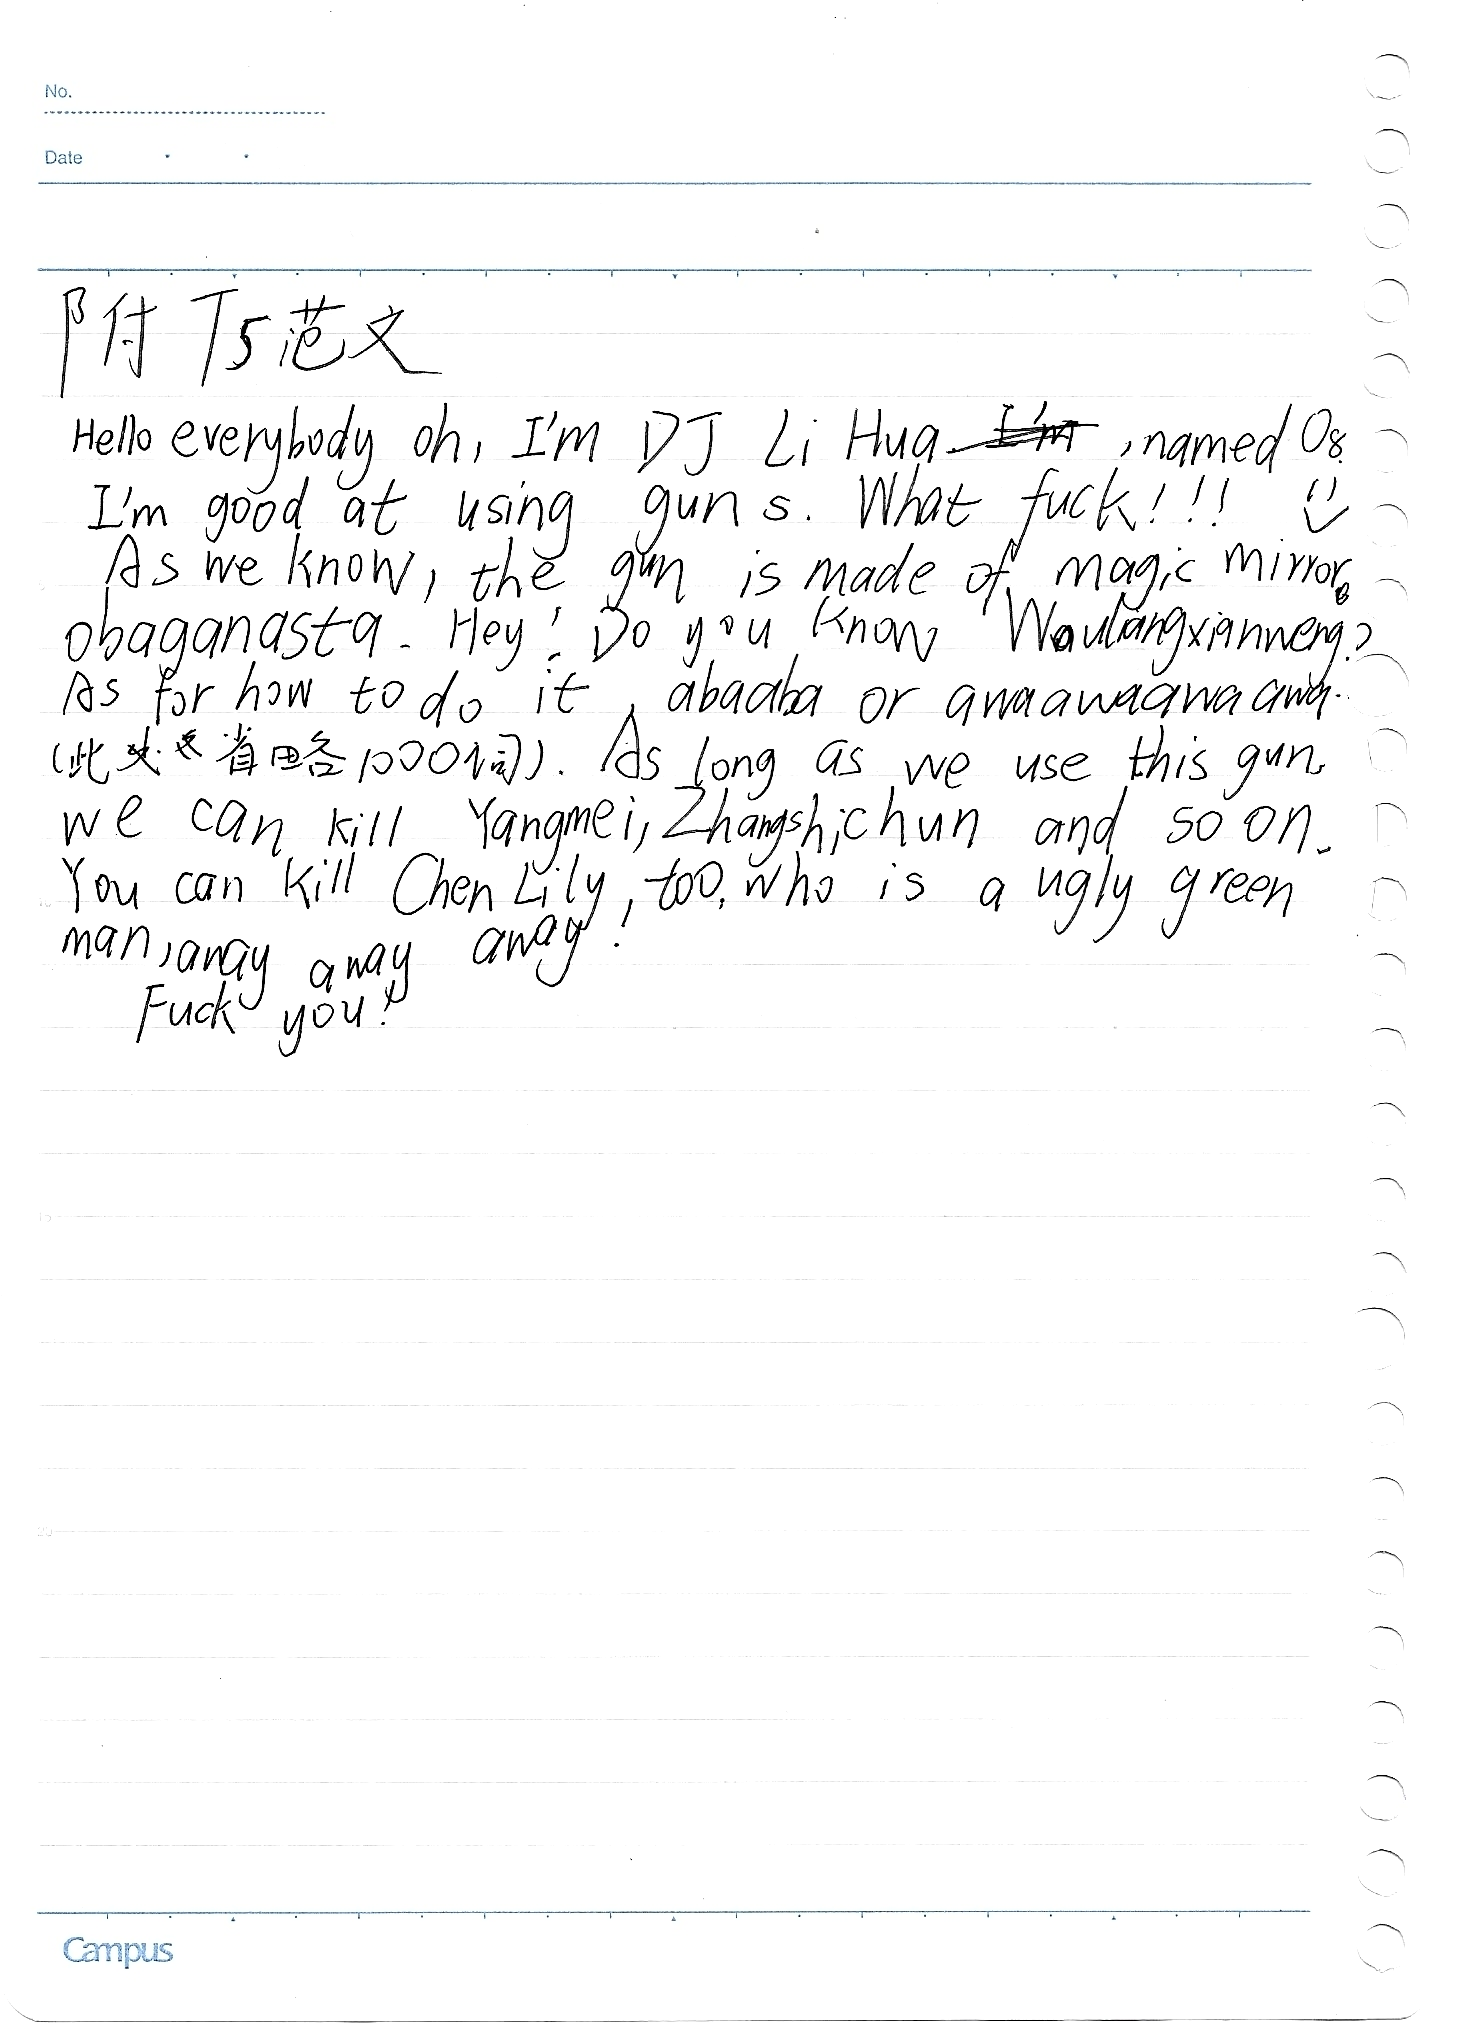 No.
Date
附 T5范文
Hello everybody oh, I'm DJ Li Hua I'm , named O8.
I'm good at using guns. What fuck!!!
As we know, the gun is made of magic mirror.
obaganasta. Hey! Do you know Wouliangxianweng?
As for how to do it, abaaba or awaawaawaawa..
(此处省略1000词). As long as we use this gun
we can kill Yangmei, Zhangshichun and so on.
You can kill Chen Lily, too, who is a ugly green
man, away away away!
Fuck you!
Campus